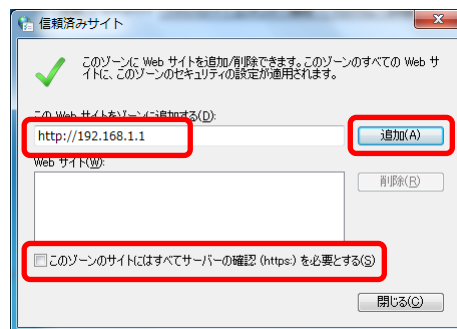 信頼済みサイト
このゾーンに Web サイトを追加/削除できます。このゾーンのすべての Web サ
イトに、このゾーンのセキュリティの設定が適用されます。
この Web サイトをゾーンに追加する(D):
http://192.168.1.1
追加(A)
Web サイト(W):
削除(R)
このゾーンのサイトにはすべてサーバーの確認 (https:) を必要とする(S)
閉じる(C)